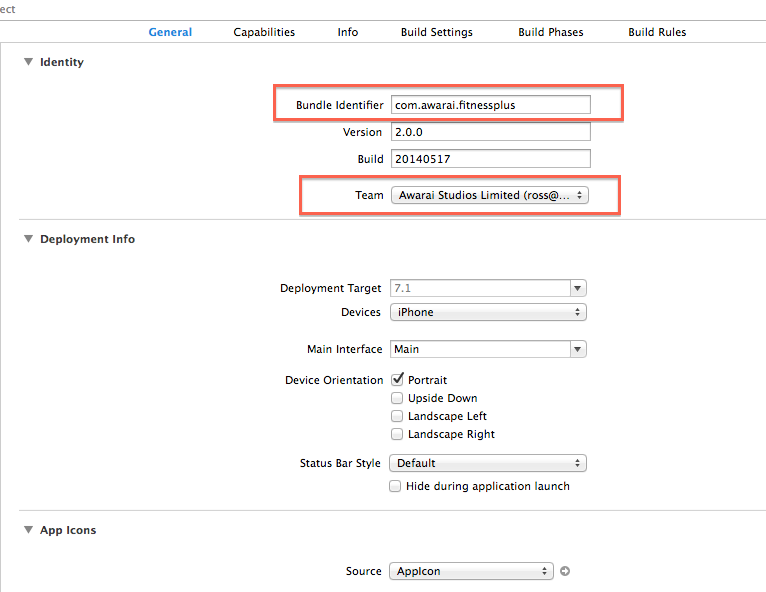 ect
General Capabilities Info Build Settings Build Phases Build Rules
Identity
Bundle Identifier com.awarai.fitnessplus
Version 2.0.0
Build 20140517
Team Awarai Studios Limited (ross@...
Deployment Info
Deployment Target 7.1
Devices iPhone
Main Interface Main
Device Orientation Portrait
Upside Down
Landscape Left
Landscape Right
Status Bar Style Default
Hide during application launch
App Icons
Source AppIcon